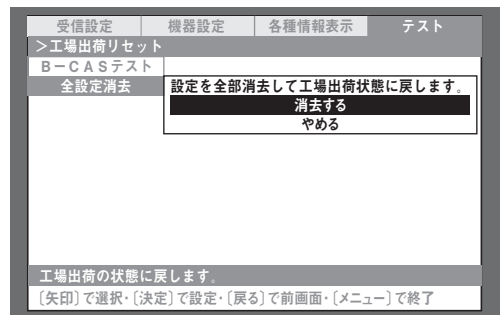 受信設定 機器設定 各種情報表示 テスト
＞工場出荷リセット
B－CASテスト
全設定消去 設定を全部消去して工場出荷状態に戻します。
消去する
やめる
工場出荷の状態に戻します。
〔矢印〕で選択・〔決定〕で設定・〔戻る〕で前画面・〔メニュー〕で終了